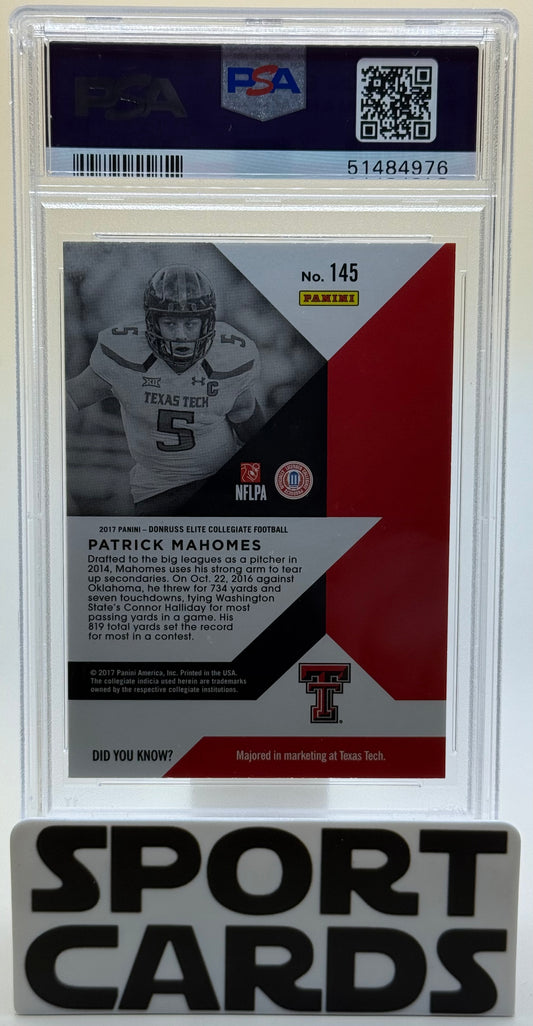 PSA
PSA
51484976
No. 145
PANINI
5
5
XII
C
TEXAS TECH
5
NFLPA
2017 PANINI – DONRUSS ELITE COLLEGIATE FOOTBALL
PATRICK MAHOMES
Drafted to the big leagues as a pitcher in
2014, Mahomes uses his strong arm to tear
up secondaries. On Oct. 22, 2016 against
Oklahoma, he threw for 734 yards and
seven touchdowns, tying Washington
State's Connor Halliday for most
passing yards in a game. His
819 total yards set the record
for most in a contest.
© 2017 Panini America, Inc. Printed in the USA.
The collegiate indicia used herein are trademarks
owned by the respective collegiate institutions.
DID YOU KNOW?
Majored in marketing at Texas Tech.
SPORT
CARDS